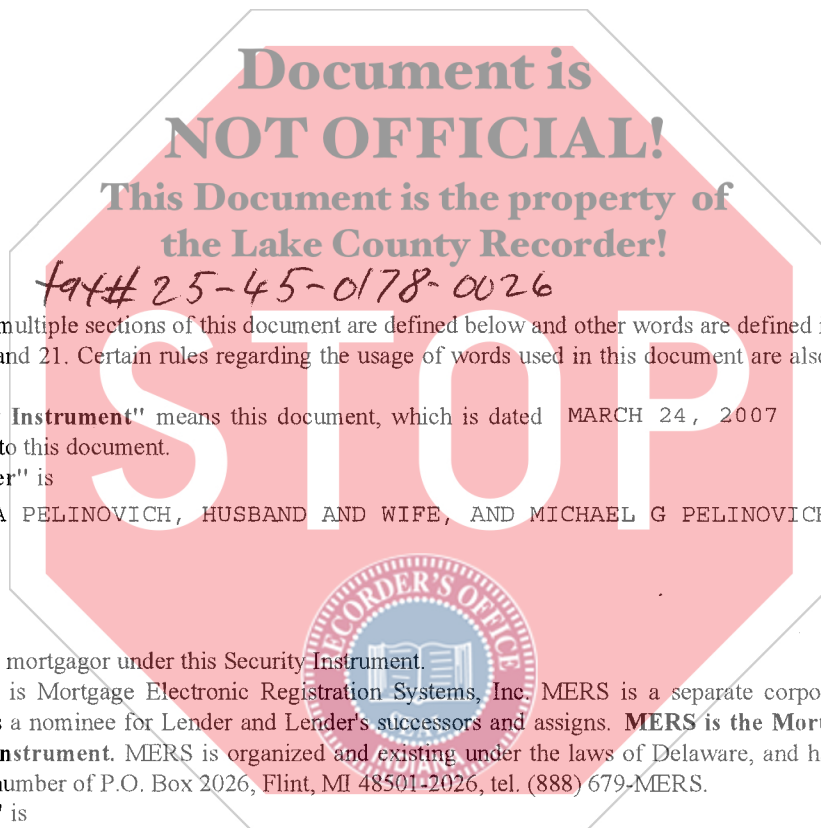 Document is
NOT OFFICIAL!
This Document is the property of
the Lake County Recorder!
tax# 25-45-0178-0026
multiple sections of this document are defined below and other words are defined
and 21. Certain rules regarding the usage of words used in this document are also
Instrument" means this document, which is dated MARCH 24, 2007
to this document.
er" is
A PELINOVICH, HUSBAND AND WIFE, AND MICHAEL G PELINOVICH
STOP
RECORDER'S OFFICE
mortgagor under this Security Instrument.
is Mortgage Electronic Registration Systems, Inc. MERS is a separate corpo
s a nominee for Lender and Lender's successors and assigns. MERS is the Mort
nstrument. MERS is organized and existing under the laws of Delaware, and h
number of P.O. Box 2026, Flint, MI 48501-2026, tel. (888) 679-MERS.
INDIANA
" is